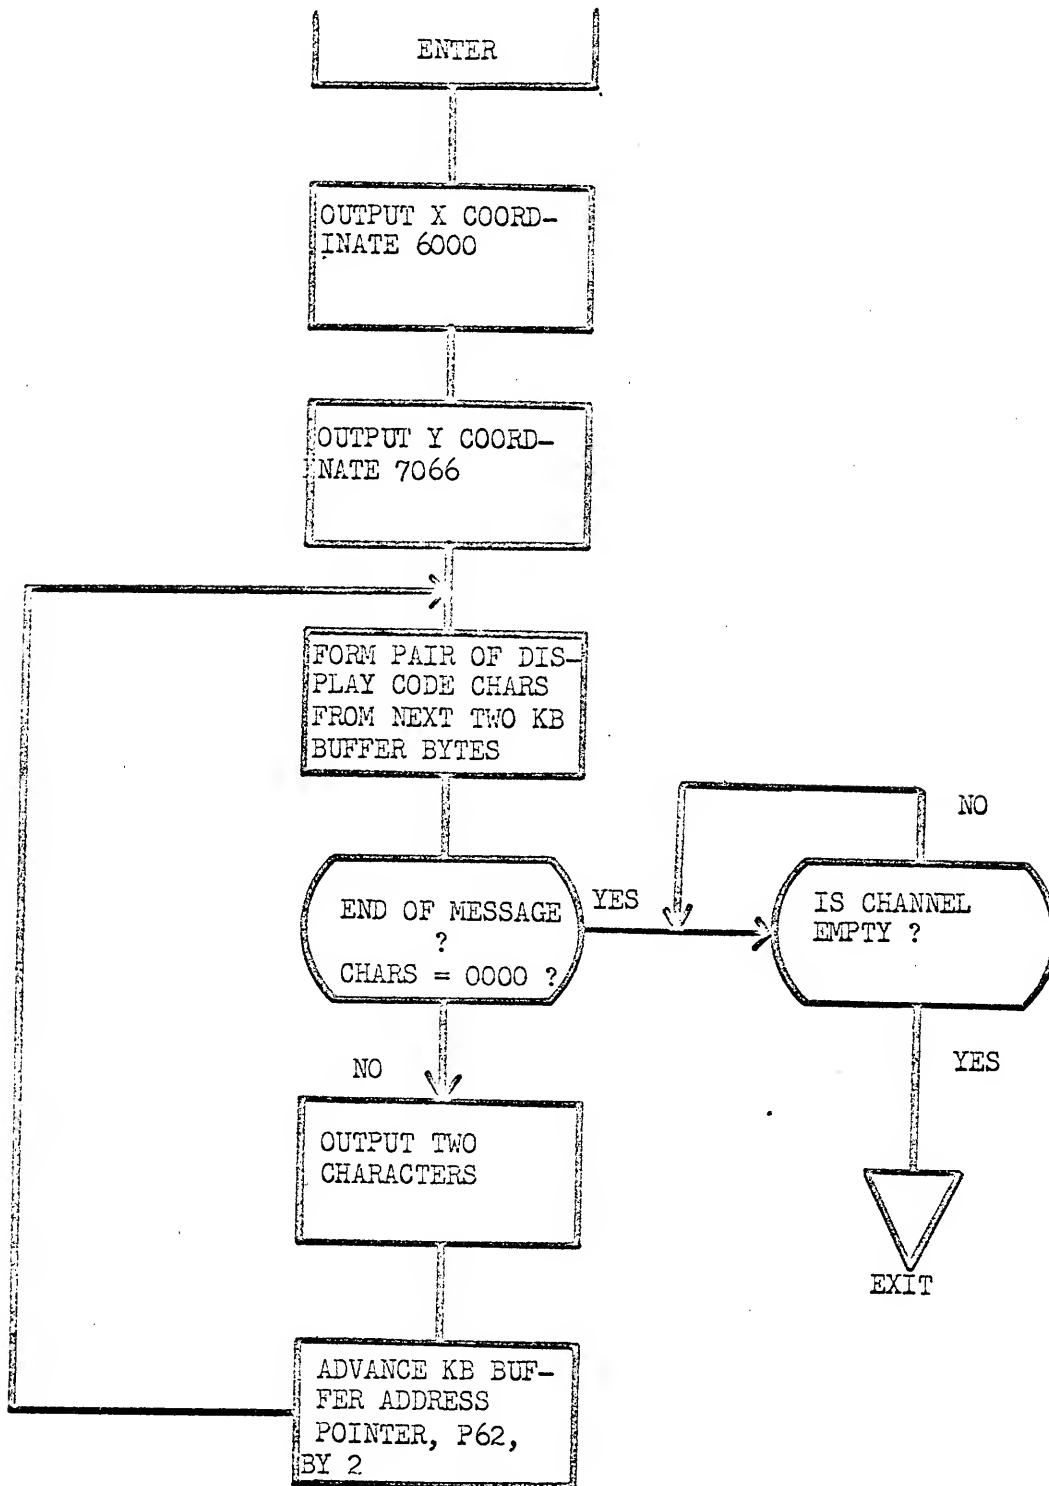 ENTER
OUTPUT X COORD-
INATE 6000
OUTPUT Y COORD-
INATE 7066
FORM PAIR OF DIS-
PLAY CODE CHARS
FROM NEXT TWO KB
BUFFER BYTES
END OF MESSAGE
?
CHARS = 0000 ?
YES
NO
IS CHANNEL
EMPTY ?
NO
YES
EXIT
OUTPUT TWO
CHARACTERS
ADVANCE KB BUF-
FER ADDRESS
POINTER, P62,
BY 2